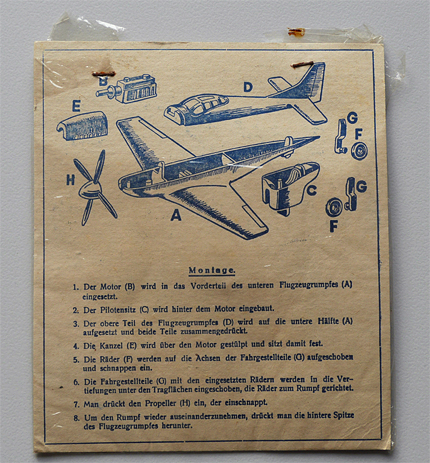 B
E
D
G
F
H
A
C
G
F
Montage.
1. Der Motor (B) wird in das Vorderteil des unteren Flugzeugrumpfes (A)
eingesetzt.
2. Der Pilotensitz (C) wird hinter dem Motor eingebaut.
3. Der obere Teil des Flugzeugrumpfes (D) wird auf die untere Hälfte (A)
aufgesetzt und beide Teile zusammengedrückt.
4. Die Kanzel (E) wird über den Motor gestülpt und sitzt damit fest.
5. Die Räder (F) werden auf die Achsen der Fahrgestellteile (G) aufgeschoben
und schnappen ein.
6. Die Fahrgestellteile (G) mit den eingesetzten Rädern werden in die Ver-
tiefungen unter den Tragflächen eingeschoben, die Räder zum Rumpf gerichtet.
7. Man drückt den Propeller (H) ein, der einschnappt.
8. Um den Rumpf wieder auseinanderzunehmen, drückt man die hintere Spitze
des Flugzeugrumpfes herunter.